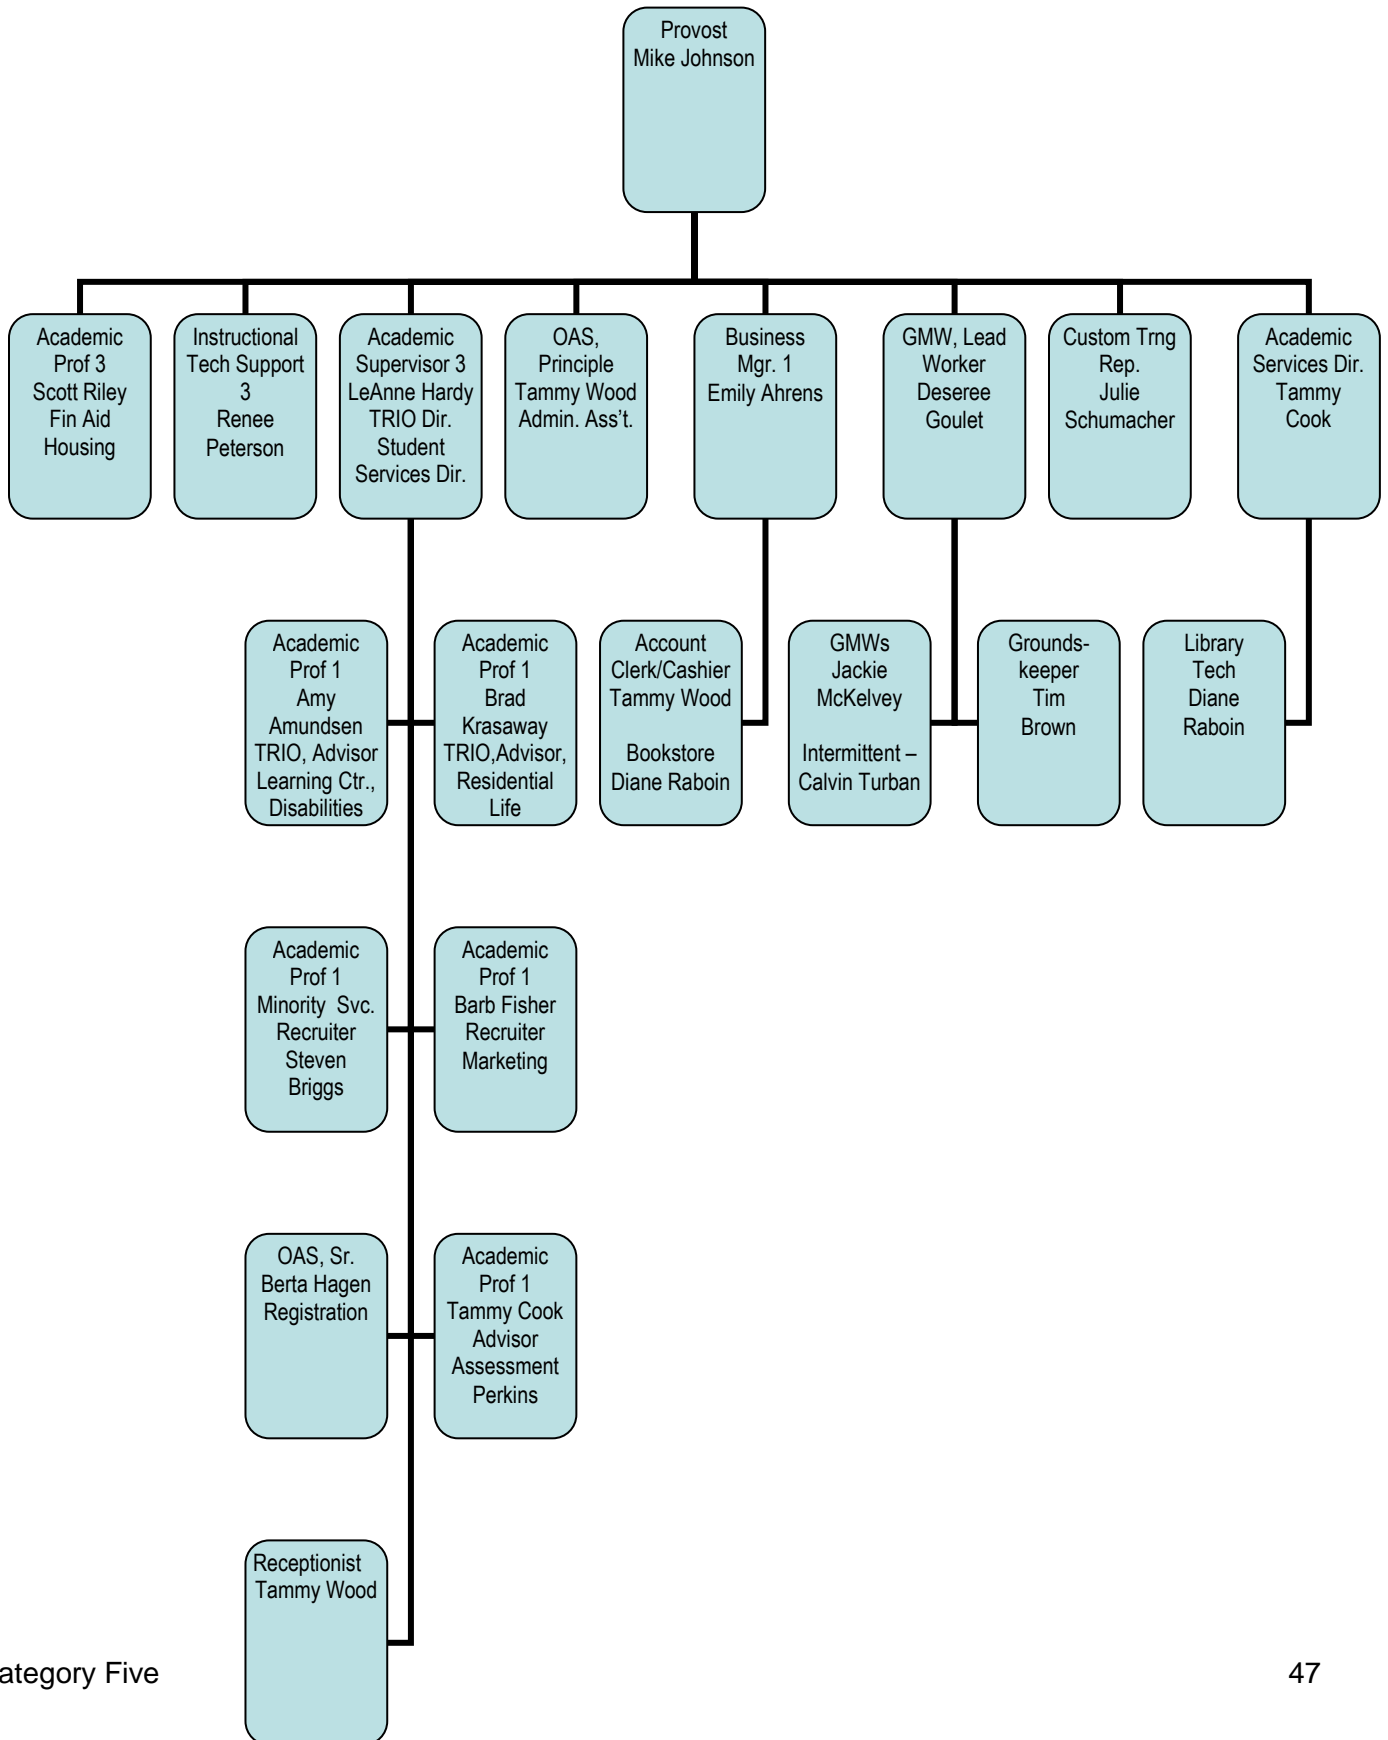 Provost
Mike Johnson
Academic
Prof 3
Scott Riley
Fin Aid
Housing
Instructional
Tech Support
3
Renee
Peterson
Academic
Supervisor 3
LeAnne Hardy
TRIO Dir.
Student
Services Dir.
OAS,
Principle
Tammy Wood
Admin. Ass’t.
Business
Mgr. 1
Emily Ahrens
GMW, Lead
Worker
Deseree
Goulet
Custom Trng
Rep.
Julie
Schumacher
Academic
Services Dir.
Tammy
Cook
Academic
Prof 1
Amy
Amundsen
TRIO, Advisor
Learning Ctr.,
Disabilities
Academic
Prof 1
Brad
Krasaway
TRIO,Advisor,
Residential
Life
Account
Clerk/Cashier
Tammy Wood
Bookstore
Diane Raboin
GMWs
Jackie
McKelvey
Intermittent –
Calvin Turban
Grounds-
keeper
Tim
Brown
Library
Tech
Diane
Raboin
Academic
Prof 1
Minority Svc.
Recruiter
Steven
Briggs
Academic
Prof 1
Barb Fisher
Recruiter
Marketing
OAS, Sr.
Berta Hagen
Registration
Academic
Prof 1
Tammy Cook
Advisor
Assessment
Perkins
Receptionist
Tammy Wood
ategory Five
47